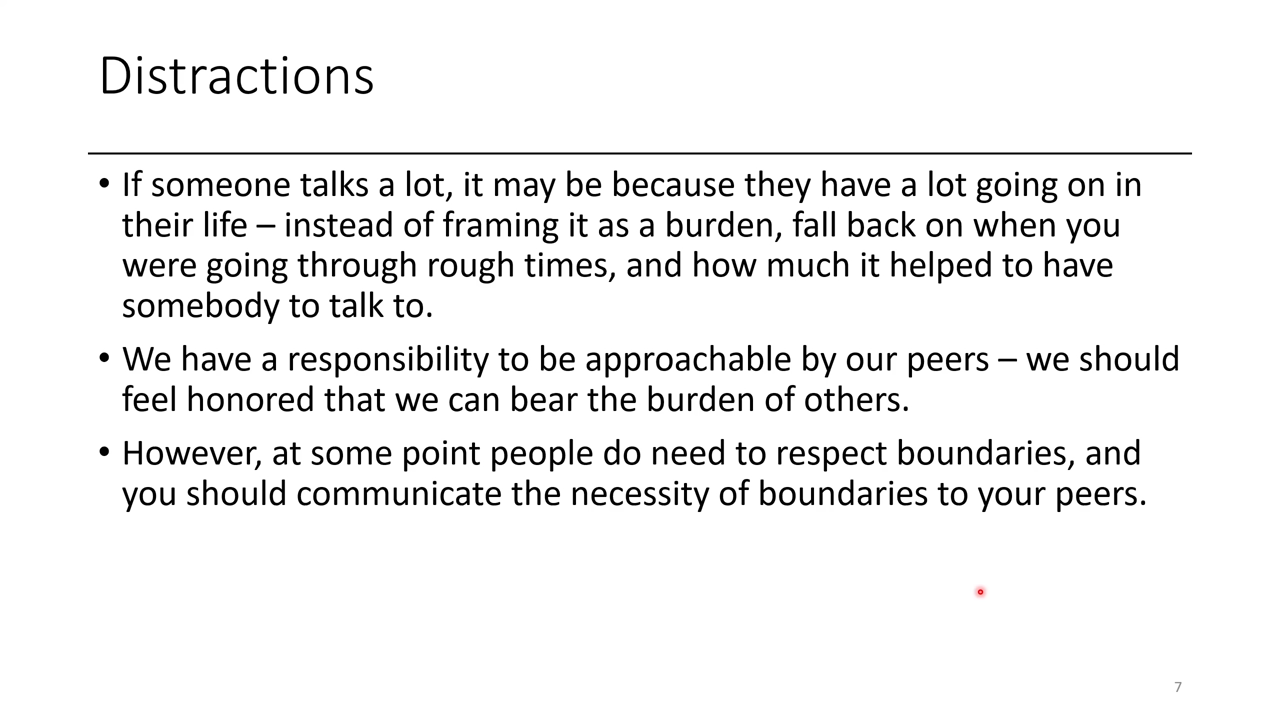 Distractions
• If someone talks a lot, it may be because they have a lot going on in
their life – instead of framing it as a burden, fall back on when you
were going through rough times, and how much it helped to have
somebody to talk to.
• We have a responsibility to be approachable by our peers – we should
feel honored that we can bear the burden of others.
• However, at some point people do need to respect boundaries, and
you should communicate the necessity of boundaries to your peers.
7